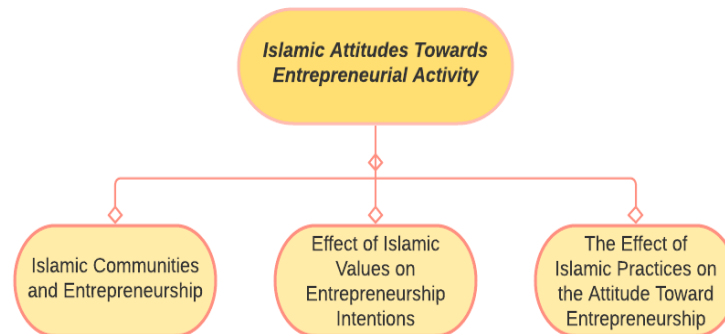 Islamic Attitudes Towards
Entrepreneurial Activity
Islamic Communities
and Entrepreneurship
Effect of Islamic
Values on
Entrepreneurship
Intentions
The Effect of
Islamic Practices on
the Attitude Toward
Entrepreneurship